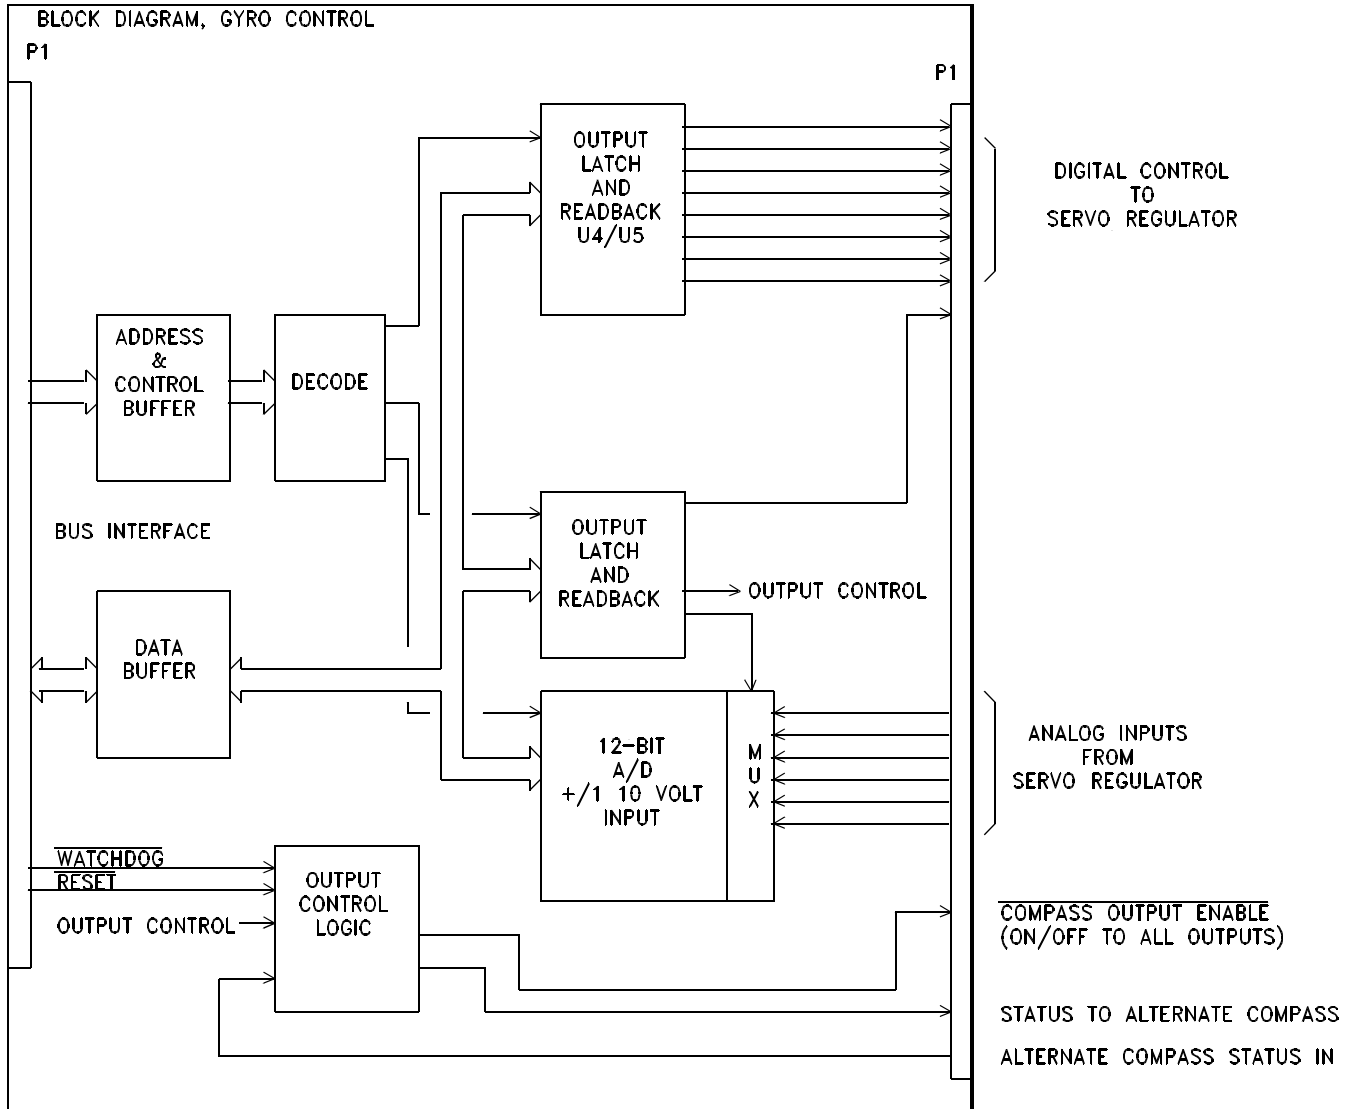 BLOCK DIAGRAM, GYRO CONTROL
P1
P1
OUTPUT
LATCH
AND
READBACK
U4/U5
DIGITAL CONTROL
TO
SERVO REGULATOR
ADDRESS
&
CONTROL
BUFFER
DECODE
BUS INTERFACE
OUTPUT
LATCH
AND
READBACK
OUTPUT CONTROL
DATA
BUFFER
12-BIT
A/D
+/1 10 VOLT
INPUT
M
U
X
ANALOG INPUTS
FROM
SERVO REGULATOR
WATCHDOG
RESET
OUTPUT CONTROL
OUTPUT
CONTROL
LOGIC
COMPASS OUTPUT ENABLE
(ON/OFF TO ALL OUTPUTS)
STATUS TO ALTERNATE COMPASS
ALTERNATE COMPASS STATUS IN